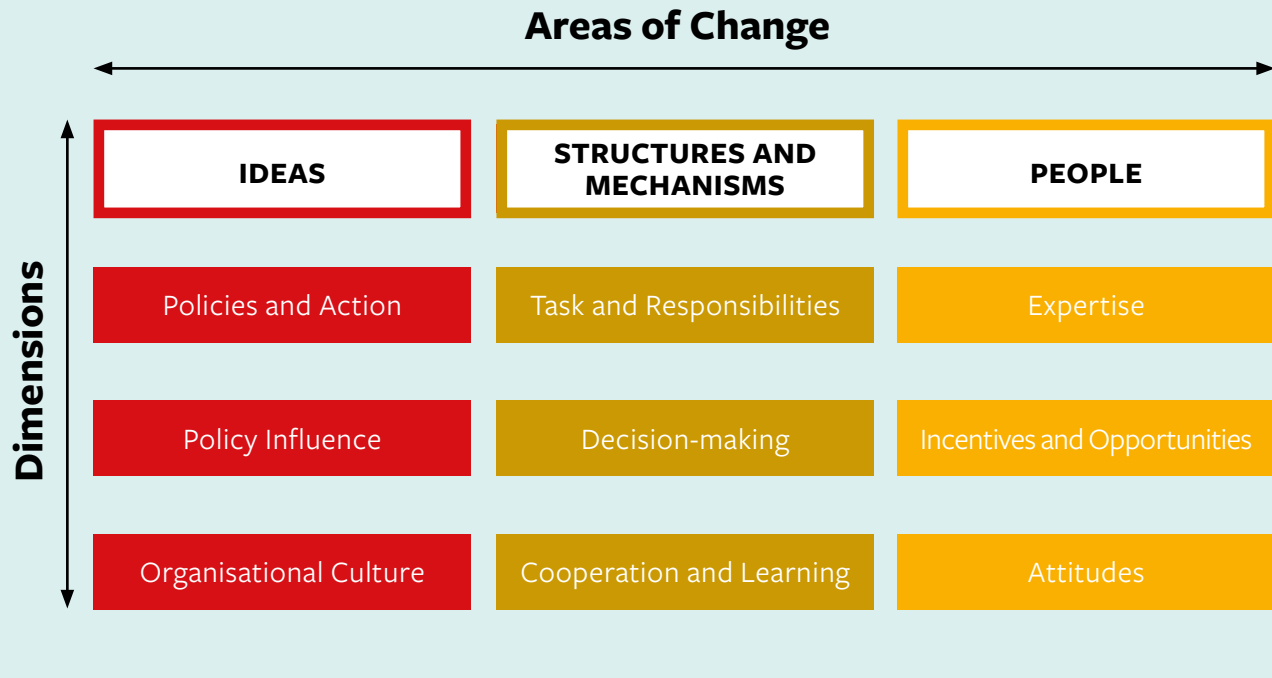 Areas of Change
Dimensions
IDEAS
STRUCTURES AND
MECHANISMS
PEOPLE
Policies and Action
Task and Responsibilities
Expertise
Policy Influence
Decision-making
Incentives and Opportunities
Organisational Culture
Cooperation and Learning
Attitudes